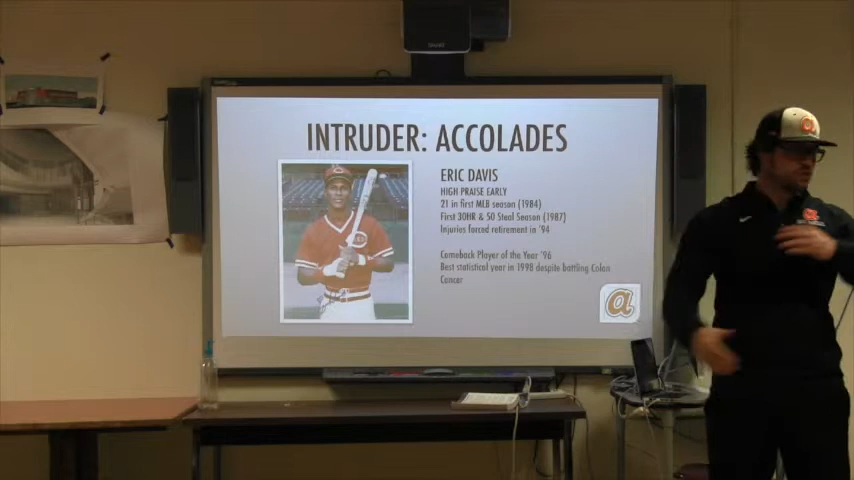 INTRUDER: ACCOLADES
ERIC DAVIS
HIGH PRAISE EARLY
21 in first MLB season (1984)
First 30HR & 50 Steal Season (1987)
Injuries forced retirement in '94
Comeback Player of the Year '96
Best statistical year in 1998 despite battling Colon
Cancer
a